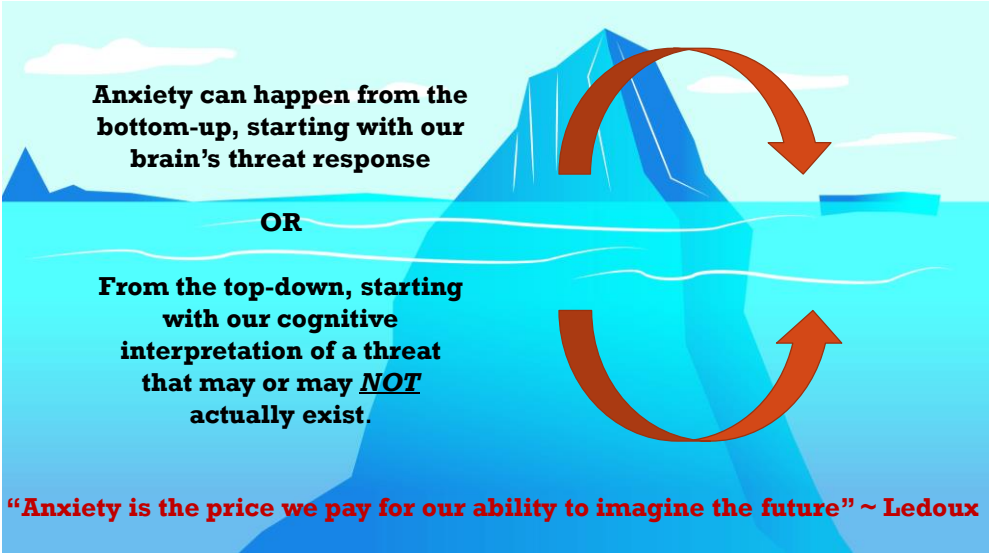 Anxiety can happen from the
bottom-up, starting with our
brain’s threat response
OR
From the top-down, starting
with our cognitive
interpretation of a threat
that may or may NOT
actually exist.
“Anxiety is the price we pay for our ability to imagine the future” ~ Ledoux